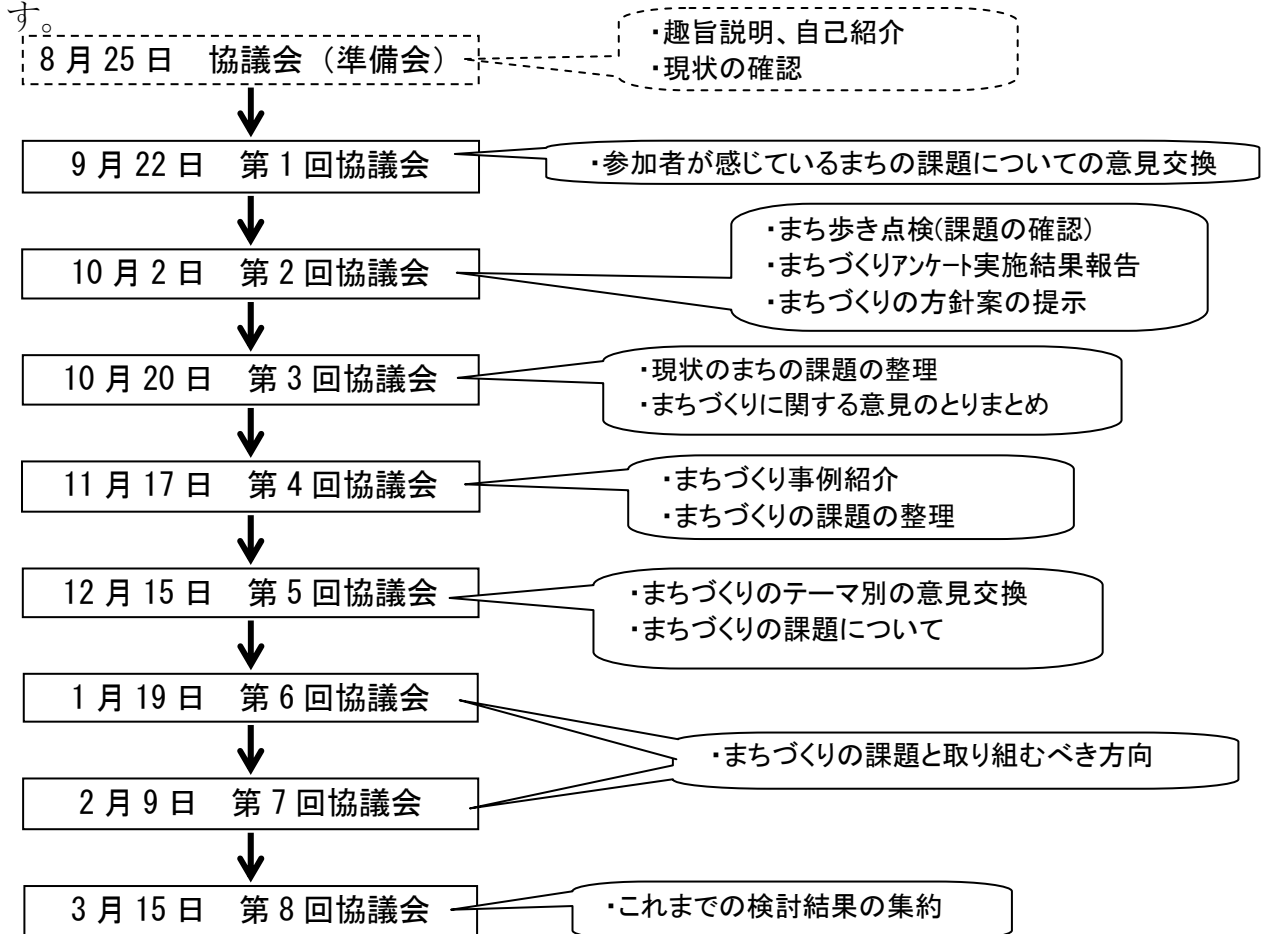 す。
8月25日 協議会（準備会）
・趣旨説明、自己紹介
・現状の確認
9月22日 第1回協議会
・参加者が感じているまちの課題についての意見交換
10月2日 第2回協議会
・まち歩き点検(課題の確認)
・まちづくりｱﾝｹｰﾄ実施結果報告
・まちづくりの方針案の提示
10月20日 第3回協議会
・現状のまちの課題の整理
・まちづくりに関する意見のとりまとめ
11月17日 第4回協議会
・まちづくり事例紹介
・まちづくりの課題の整理
12月15日 第5回協議会
・まちづくりのテーマ別の意見交換
・まちづくりの課題について
1月19日 第6回協議会
・まちづくりの課題と取り組むべき方向
2月9日 第7回協議会
3月15日 第8回協議会
・これまでの検討結果の集約